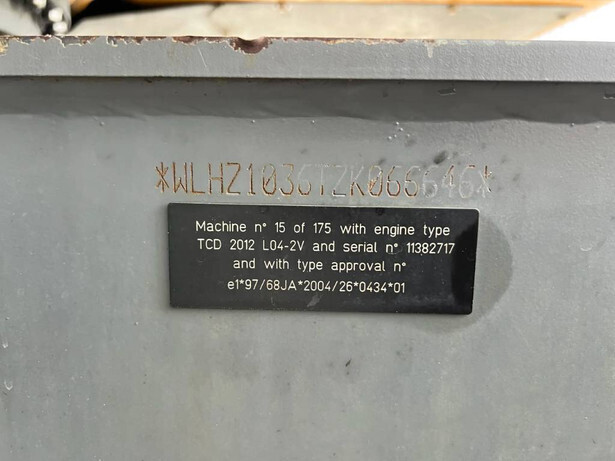 *WLHZ1036TZK066646*
Machine n° 15 of 175 with engine type
TCD 2012 L04-2V and serial n° 11382717
and with type approval n°
e1*97/68JA*2004/26*0434*01